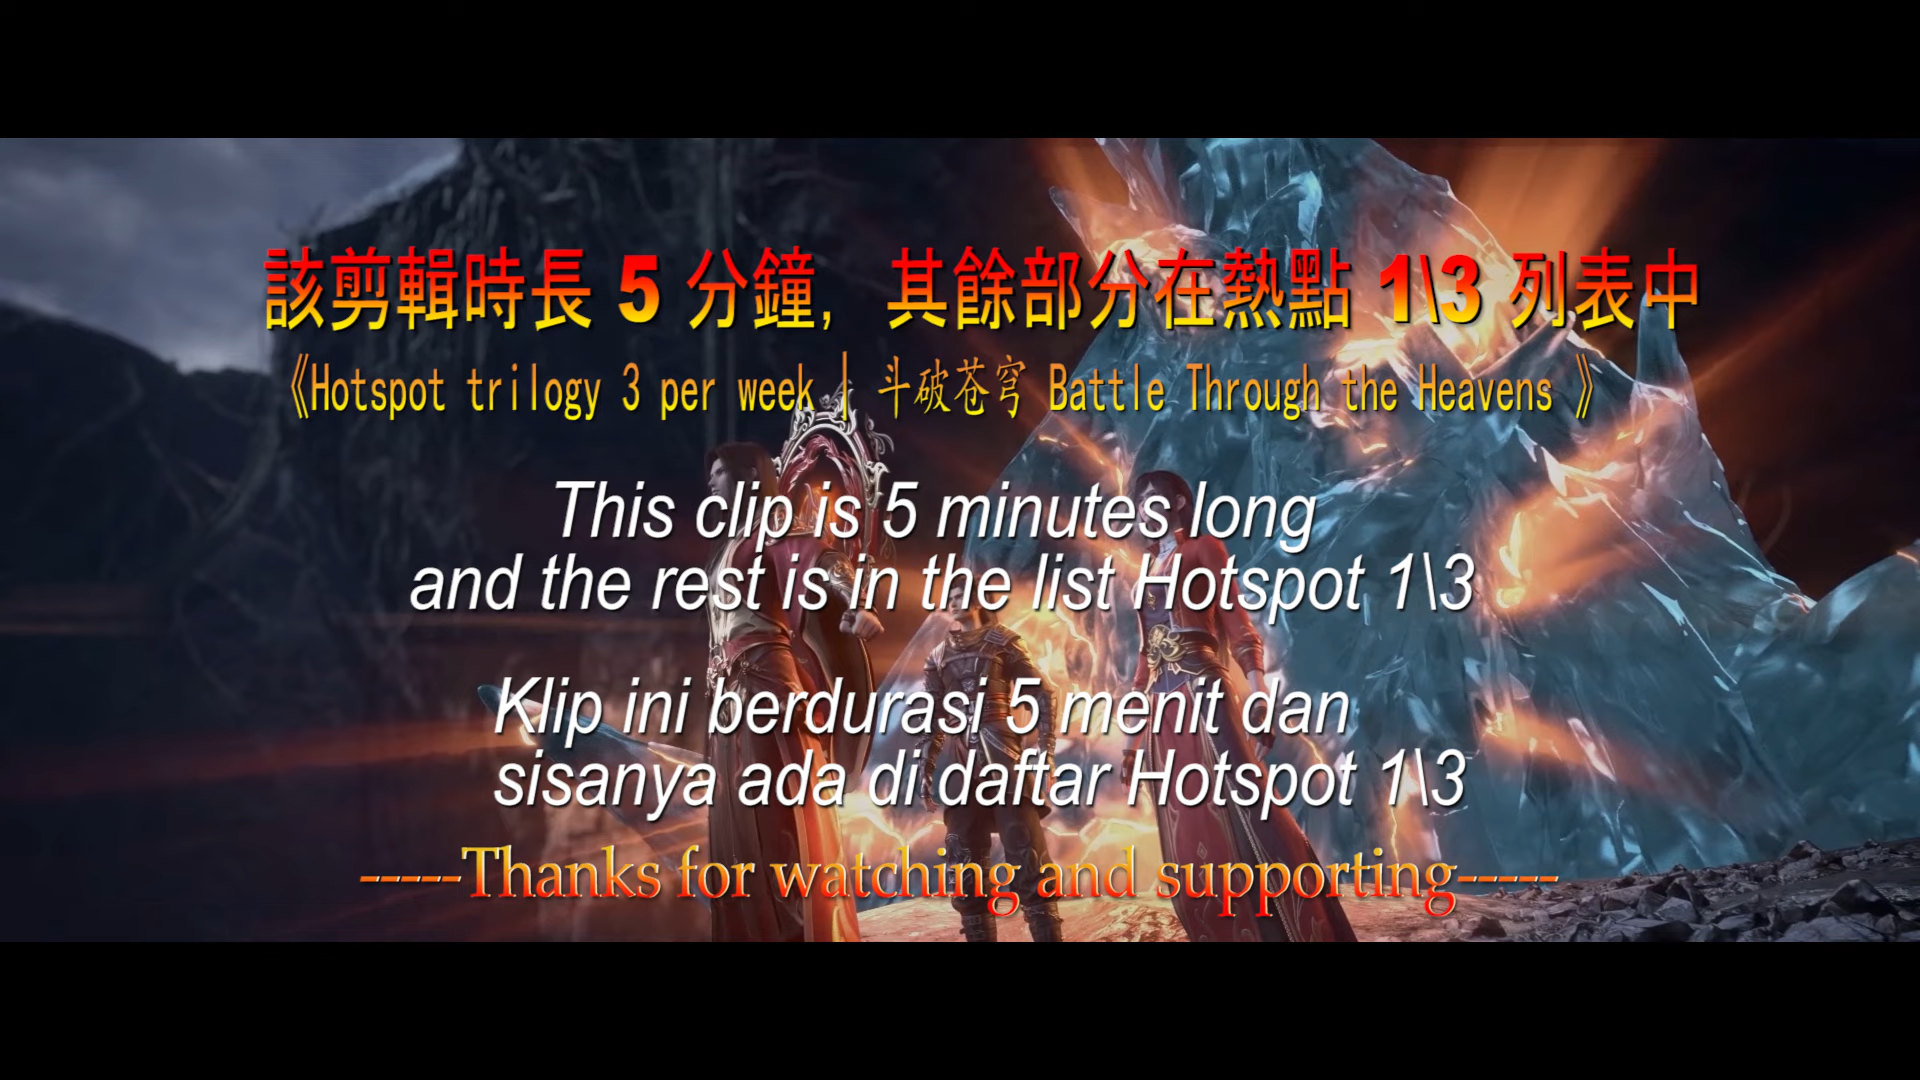 該剪輯時長 5 分鐘，其餘部分在熱點 1\3 列表中
《Hotspot trilogy 3 per week | 斗破苍穹 Battle Through the Heavens 》
This clip is 5 minutes long
and the rest is in the list Hotspot 1\3
Klip ini berdurasi 5 menit dan
sisanya ada di daftar Hotspot 1\3
-----Thanks for watching and supporting-----